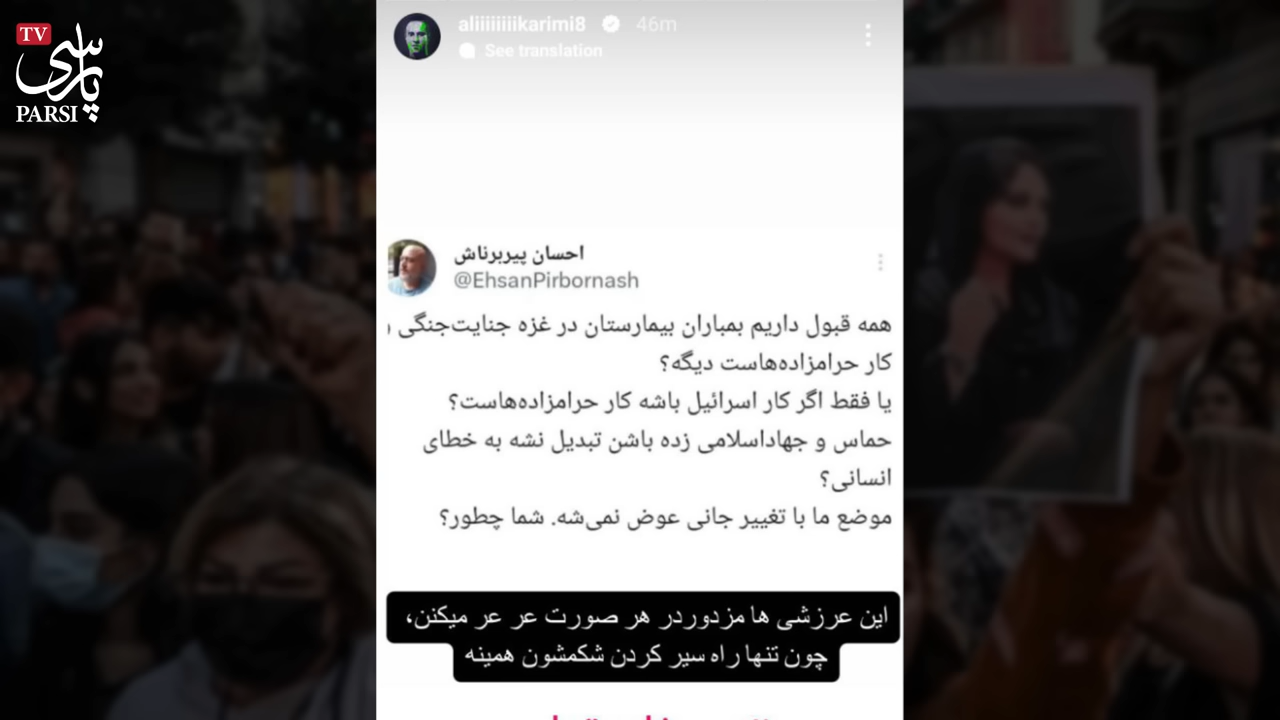 TV
پارسی
PARSI
aliiiiiiiikarimi8 46m
See translation
احسان پیربرناش
@EhsanPirbornash
همه قبول داریم بمباران بیمارستان در غزه جنایت‌جنگی و
کار حرامزاده‌هاست دیگه؟
یا فقط اگر کار اسرائیل باشه کار حرامزاده‌هاست؟
حماس و جهاداسلامی زده باشن تبدیل نشه به خطای
انسانی؟
موضع ما با تغییر جانی عوض نمی‌شه. شما چطور؟
این عرزشی ها مزدوردر هر صورت عر عر میکنن،
چون تنها راه سیر کردن شکمشون همینه